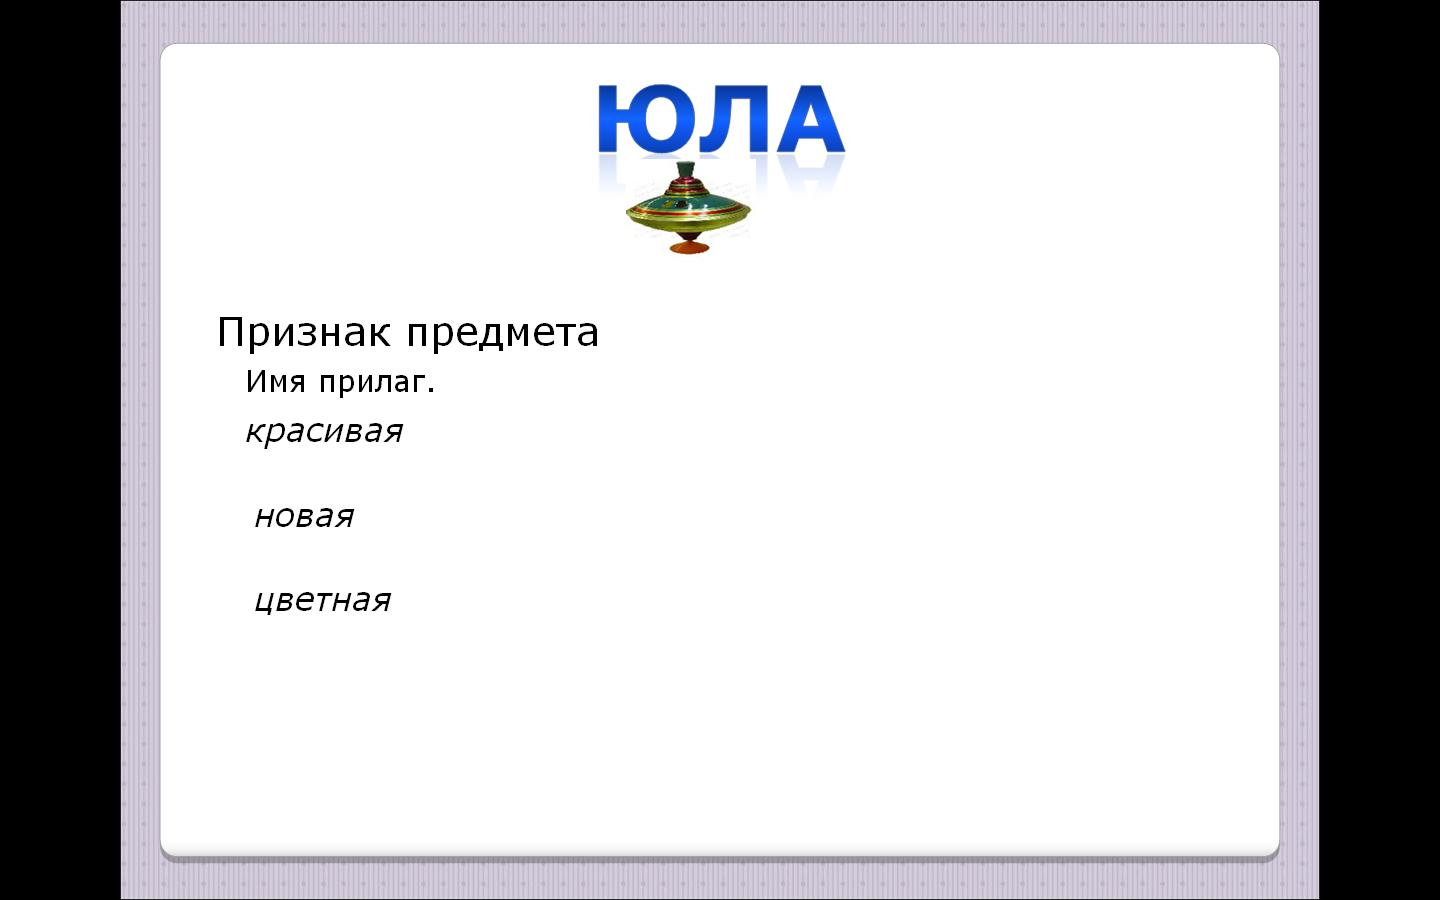 ЮЛА
Признак предмета
Имя прилаг.
красивая
новая
цветная